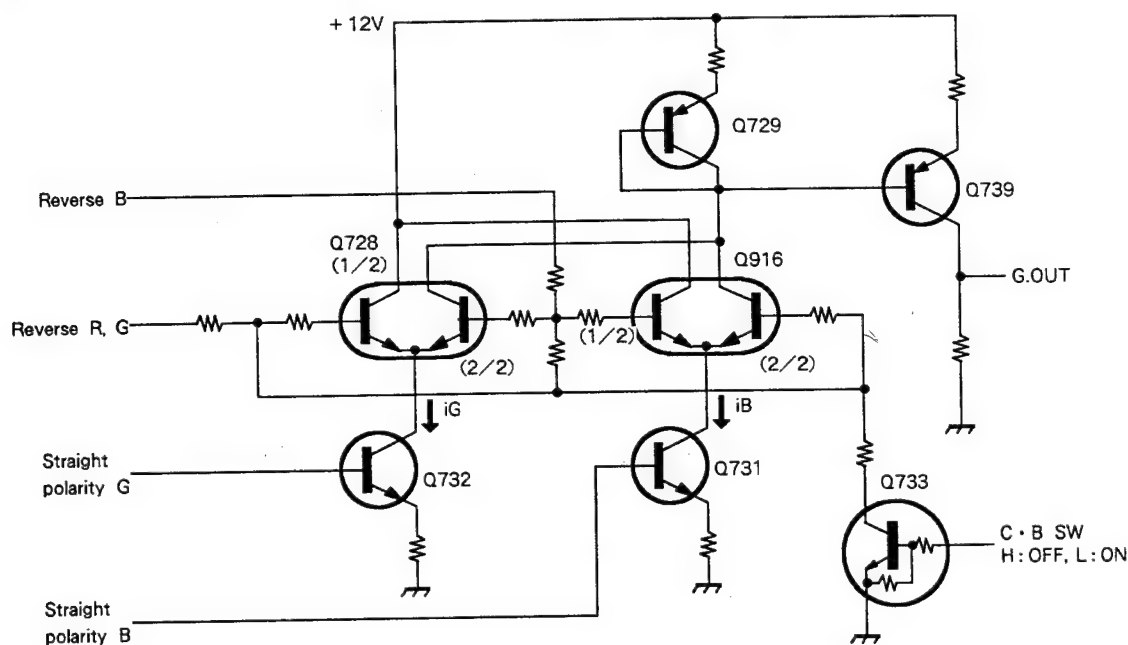 +12V
Q729
Q739
Reverse B
Q728
(1/2)
Q916
G.OUT
Reverse R, G
(1/2)
(2/2)
(2/2)
iG
iB
Straight
polarity G
Q732
Q731
Q733
C・B SW
H:OFF, L:ON
Straight
polarity B